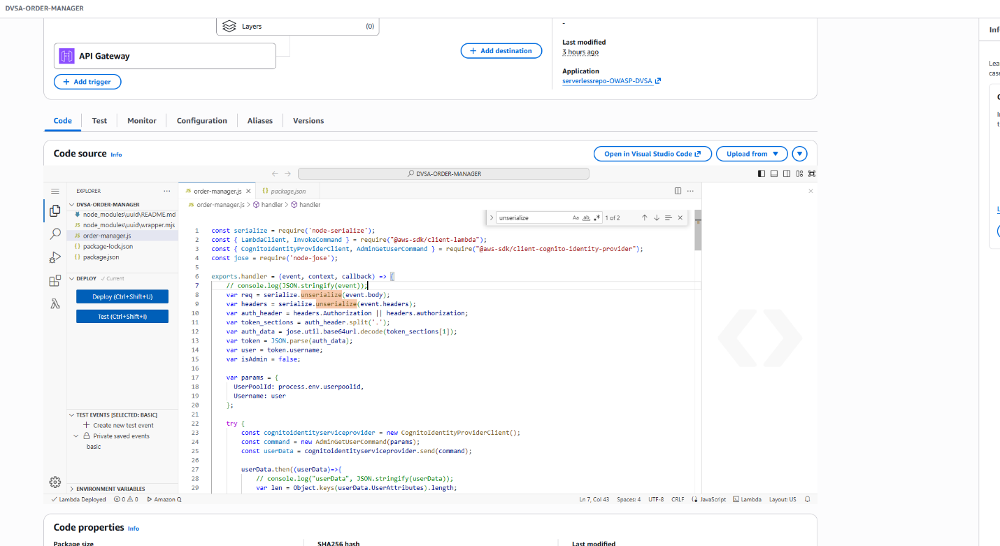 DVSA-ORDER-MANAGER
Layers (0)
API Gateway
+ Add trigger
+ Add destination
-
Last modified
3 hours ago
Application
serverlessrepo-OWASP-DVSA
Code
Test
Monitor
Configuration
Aliases
Versions
Code source Info
Open in Visual Studio Code
Upload from
DVSA-ORDER-MANAGER
EXPLORER
DVSA-ORDER-MANAGER
node_modules\uuid\README.md
node_modules\uuid\wrapper.mjs
JS order-manager.js
{} package-lock.json
{} package.json
DEPLOY ✓ Current
Deploy (Ctrl+Shift+U)
Test (Ctrl+Shift+I)
TEST EVENTS [SELECTED: BASIC]
+ Create new test event
Private saved events
basic
ENVIRONMENT VARIABLES
JS order-manager.js
{} package.json
JS order-manager.js > handler > handler
unserialize Aa ab .* 1 of 2
1 const serialize = require('node-serialize');
2 const { LambdaClient, InvokeCommand } = require("@aws-sdk/client-lambda");
3 const { CognitoIdentityProviderClient, AdminGetUserCommand } = require("@aws-sdk/client-cognito-identity-provider");
4 const jose = require('node-jose');
5
6 exports.handler = (event, context, callback) => {
7 // console.log(JSON.stringify(event));
8 var req = serialize.unserialize(event.body);
9 var headers = serialize.unserialize(event.headers);
10 var auth_header = headers.Authorization || headers.authorization;
11 var token_sections = auth_header.split('.');
12 var auth_data = jose.util.base64url.decode(token_sections[1]);
13 var token = JSON.parse(auth_data);
14 var user = token.username;
15 var isAdmin = false;
16
17 var params = {
18 UserPoolId: process.env.userpoolid,
19 Username: user
20 };
21
22 try {
23 const cognitoidentityserviceprovider = new CognitoIdentityProviderClient();
24 const command = new AdminGetUserCommand(params);
25 const userData = cognitoidentityserviceprovider.send(command);
26
27 userData.then((userData)=>{
28 // console.log("userData", JSON.stringify(userData));
29 var len = Object.keys(userData.UserAttributes).length;
Lambda Deployed
0 0
Amazon Q
Ln 7, Col 43
Spaces: 4
UTF-8
CRLF
JavaScript
Lambda
Layout: US
Code properties Info
Package size
SHA256 hash
Last modified